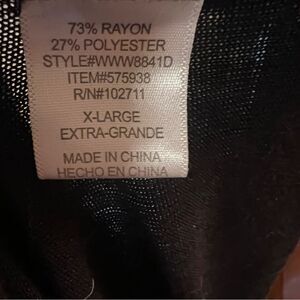 73% RAYON
27% POLYESTER
STYLE#WWW8841D
ITEM#575938
R/N#102711
X-LARGE
EXTRA-GRANDE
MADE IN CHINA
HECHO EN CHINA